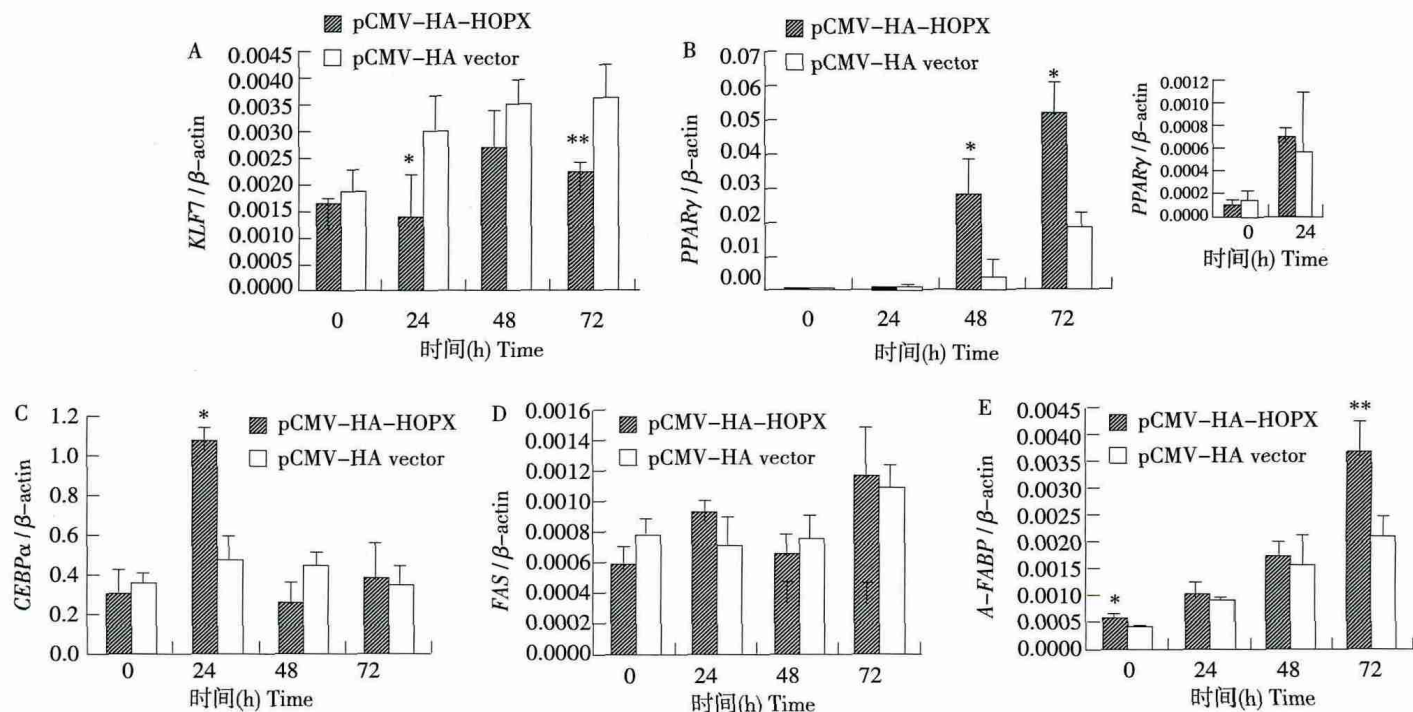 A
pCMV-HA-HOPX
pCMV-HA vector
KLF7/β-actin
0.0045
0.0040
0.0035
0.0030
0.0025
0.0020
0.0015
0.0010
0.0005
0.0000
*
**
0 24 48 72
时间(h) Time
B
pCMV-HA-HOPX
pCMV-HA vector
PPARγ/β-actin
0.07
0.06
0.05
0.04
0.03
0.02
0.01
0.00
*
*
0 24 48 72
时间(h) Time
PPARγ/β-actin
0.0012
0.0010
0.0008
0.0006
0.0004
0.0002
0.0000
0 24
时间(h) Time
C
pCMV-HA-HOPX
pCMV-HA vector
CEBPα/β-actin
1.2
1.0
0.8
0.6
0.4
0.2
0.0
*
0 24 48 72
时间(h) Time
D
pCMV-HA-HOPX
pCMV-HA vector
FAS/β-actin
0.0016
0.0014
0.0012
0.0010
0.0008
0.0006
0.0004
0.0002
0.0000
0 24 48 72
时间(h) Time
E
pCMV-HA-HOPX
pCMV-HA vector
A-FABP/β-actin
0.0045
0.0040
0.0035
0.0030
0.0025
0.0020
0.0015
0.0010
0.0005
0.0000
*
**
0 24 48 72
时间(h) Time